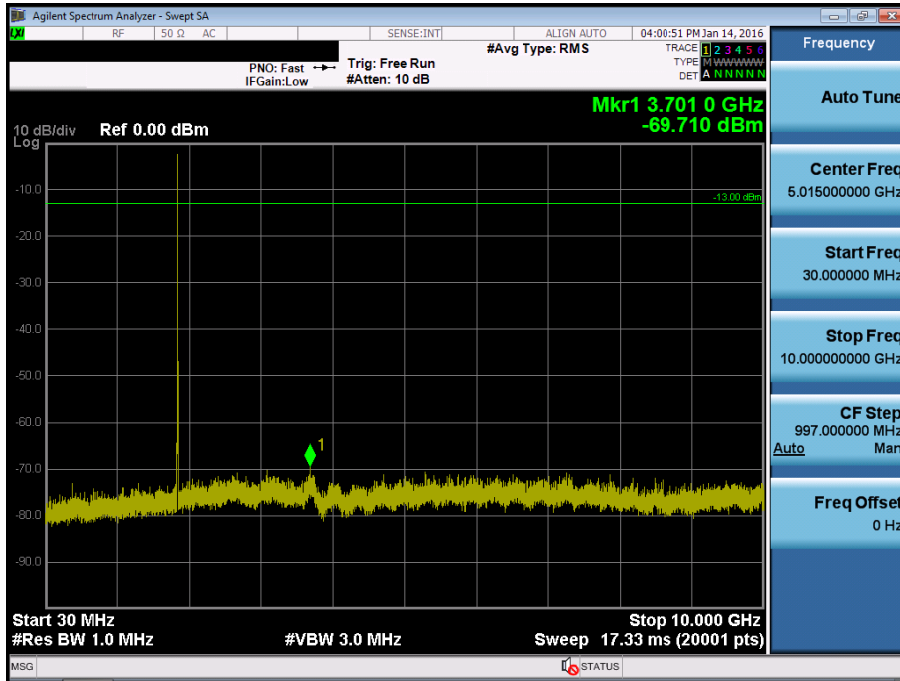 Agilent Spectrum Analyzer - Swept SA
LXI RF 50 Ω AC SENSE:INT ALIGN AUTO 04:00:51 PM Jan 14, 2016
#Avg Type: RMS TRACE 1 2 3 4 5 6
PNO: Fast Trig: Free Run TYPE M WWWWW
IFGain:Low #Atten: 10 dB DET A N N N N N
Mkr1 3.701 0 GHz
-69.710 dBm
10 dB/div Ref 0.00 dBm
Log
-10.0
-13.00 dBm
-20.0
-30.0
-40.0
-50.0
-60.0
1
-70.0
-80.0
-90.0
Start 30 MHz Stop 10.000 GHz
#Res BW 1.0 MHz #VBW 3.0 MHz Sweep 17.33 ms (20001 pts)
MSG STATUS
Frequency
Auto Tune
Center Freq
5.015000000 GHz
Start Freq
30.000000 MHz
Stop Freq
10.000000000 GHz
CF Step
997.000000 MHz
Auto Man
Freq Offset
0 Hz